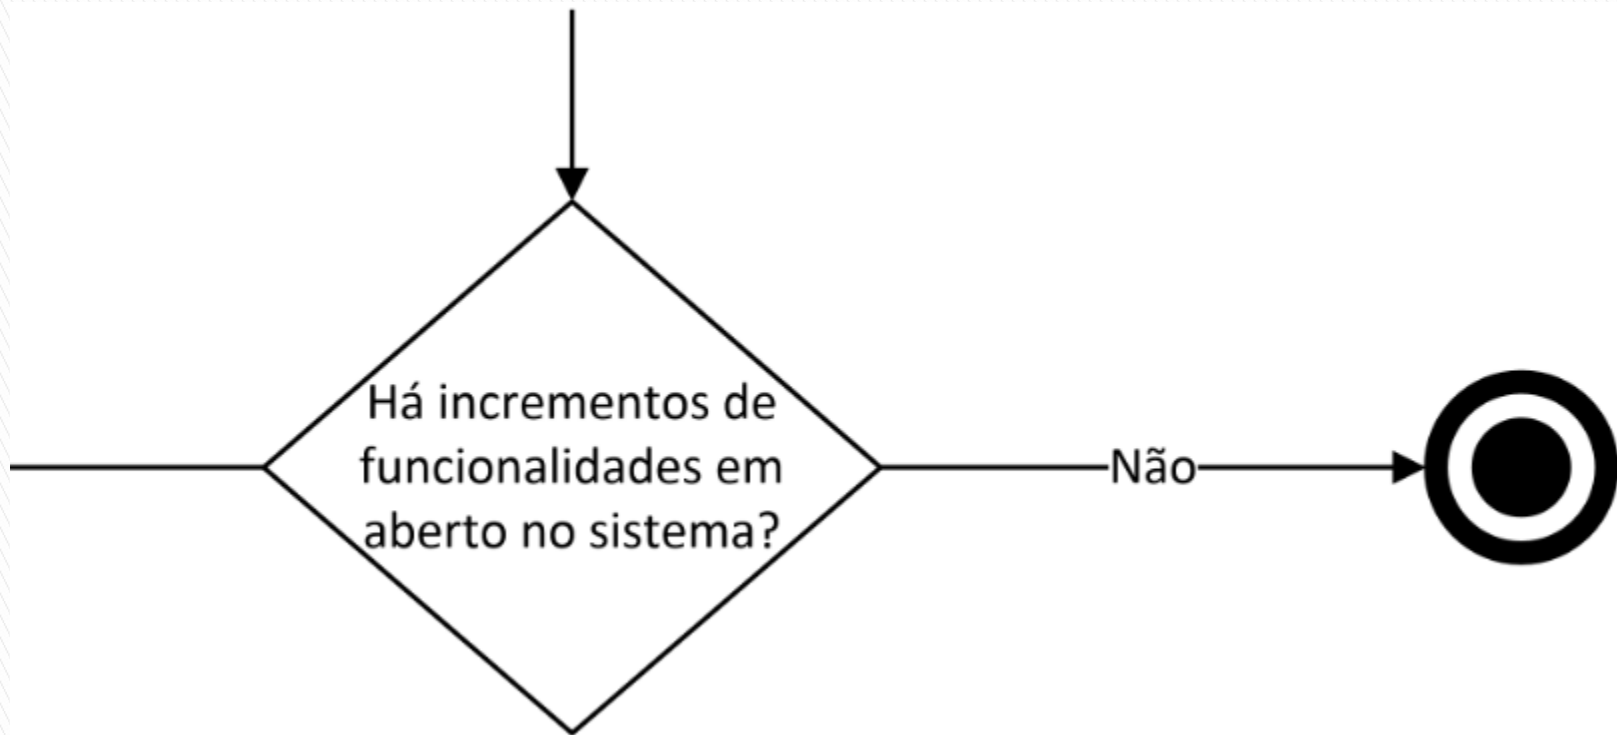 Há incrementos de
funcionalidades em
aberto no sistema?
Não